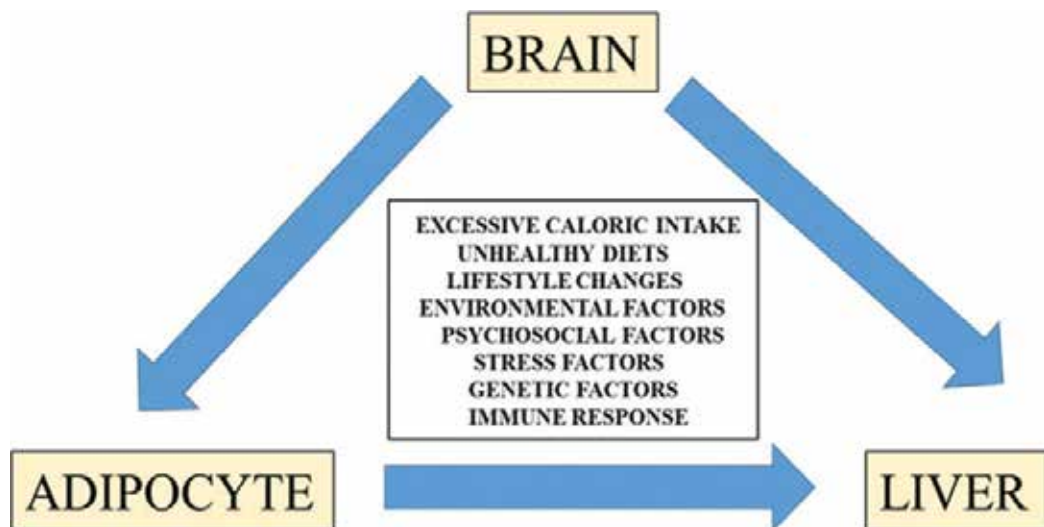 BRAIN
EXCESSIVE CALORIC INTAKE
UNHEALTHY DIETS
LIFESTYLE CHANGES
ENVIRONMENTAL FACTORS
PSYCHOSOCIAL FACTORS
STRESS FACTORS
GENETIC FACTORS
IMMUNE RESPONSE
ADIPOCYTE
LIVER